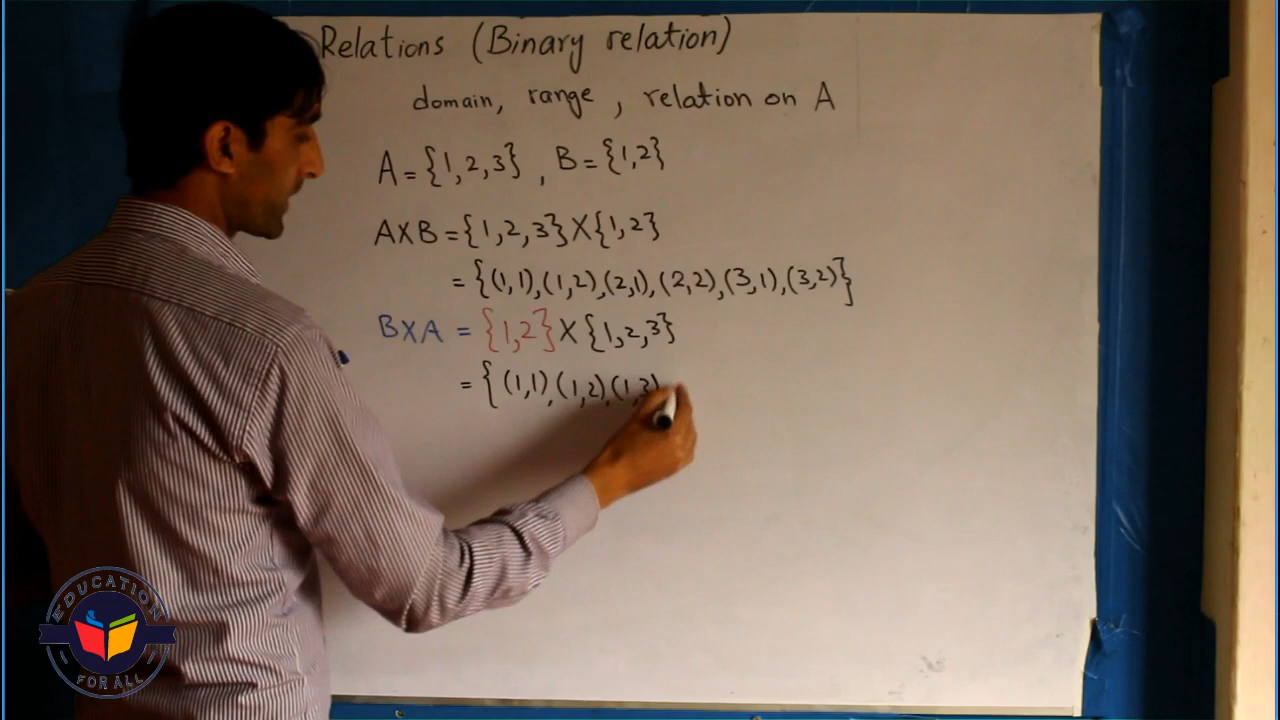 Relations (Binary relation)
domain, range, relation on A
A = {1,2,3}, B = {1,2}
AXB = {1,2,3}X{1,2}
= {(1,1),(1,2),(2,1),(2,2),(3,1),(3,2)}
BXA = {1,2}X{1,2,3}
= {(1,1),(1,2),(1,3)
EDUCATION
FOR ALL